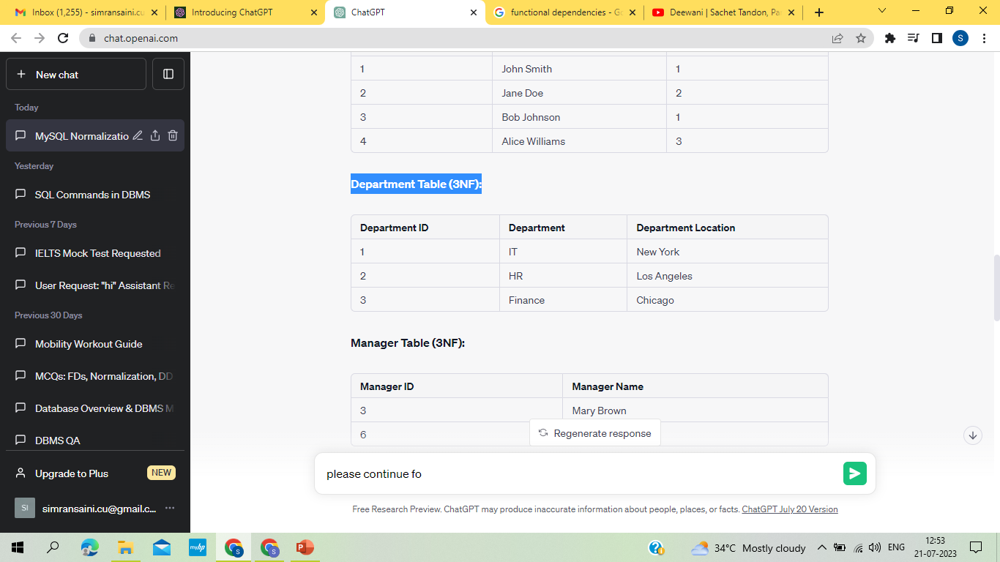 Inbox (1,255) - simransaini.cu
Introducing ChatGPT
ChatGPT
functional dependencies - Go
Deewani | Sachet Tandon, Pa
chat.openai.com
S
New chat
Today
MySQL Normalizatio
Yesterday
SQL Commands in DBMS
Previous 7 Days
IELTS Mock Test Requested
User Request: "hi" Assistant Re
Previous 30 Days
Mobility Workout Guide
MCQs: FDs, Normalization, DD
Database Overview & DBMS M
DBMS QA
Upgrade to Plus NEW
SI simransaini.cu@gmail.c...
1 John Smith 1
2 Jane Doe 2
3 Bob Johnson 1
4 Alice Williams 3
Department Table (3NF):
Department ID Department Department Location
1 IT New York
2 HR Los Angeles
3 Finance Chicago
Manager Table (3NF):
Manager ID Manager Name
3 Mary Brown
6
Regenerate response
please continue fo
Free Research Preview. ChatGPT may produce inaccurate information about people, places, or facts. ChatGPT July 20 Version
34°C Mostly cloudy ENG 12:53
21-07-2023